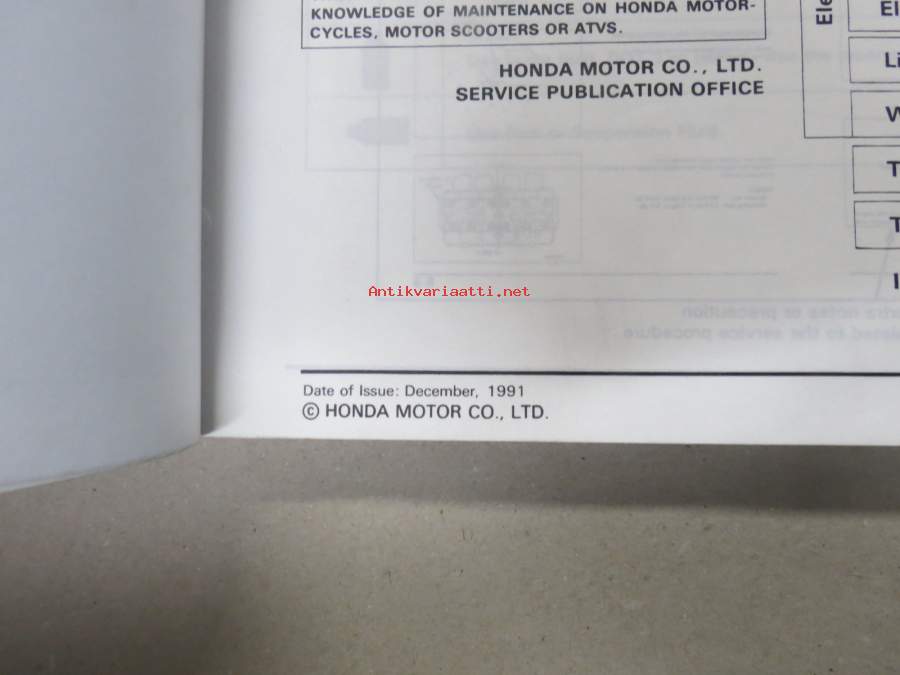 KNOWLEDGE OF MAINTENANCE ON HONDA MOTOR-
CYCLES, MOTOR SCOOTERS OR ATVS.
HONDA MOTOR CO., LTD.
SERVICE PUBLICATION OFFICE
Antikvariaatti.net
Date of Issue: December, 1991
© HONDA MOTOR CO., LTD.